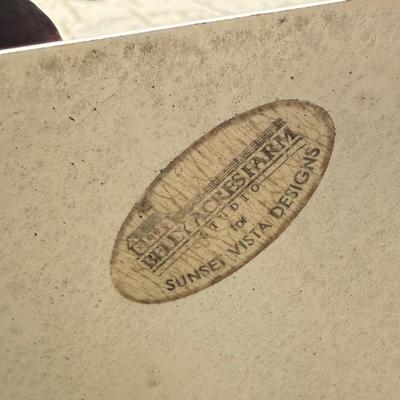 BELLY ACRES FARM
STUDIO
for
SUNSET VISTA DESIGNS